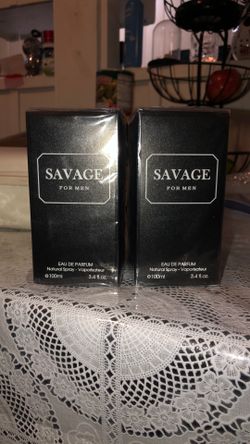 SAVAGE
FOR MEN
EAU DE PARFUM
Natural Spray - Vaporisateur
℮100ml 3.4 fl. oz.
SAVAGE
FOR MEN
EAU DE PARFUM
Natural Spray - Vaporisateur
℮100ml 3.4 fl. oz.